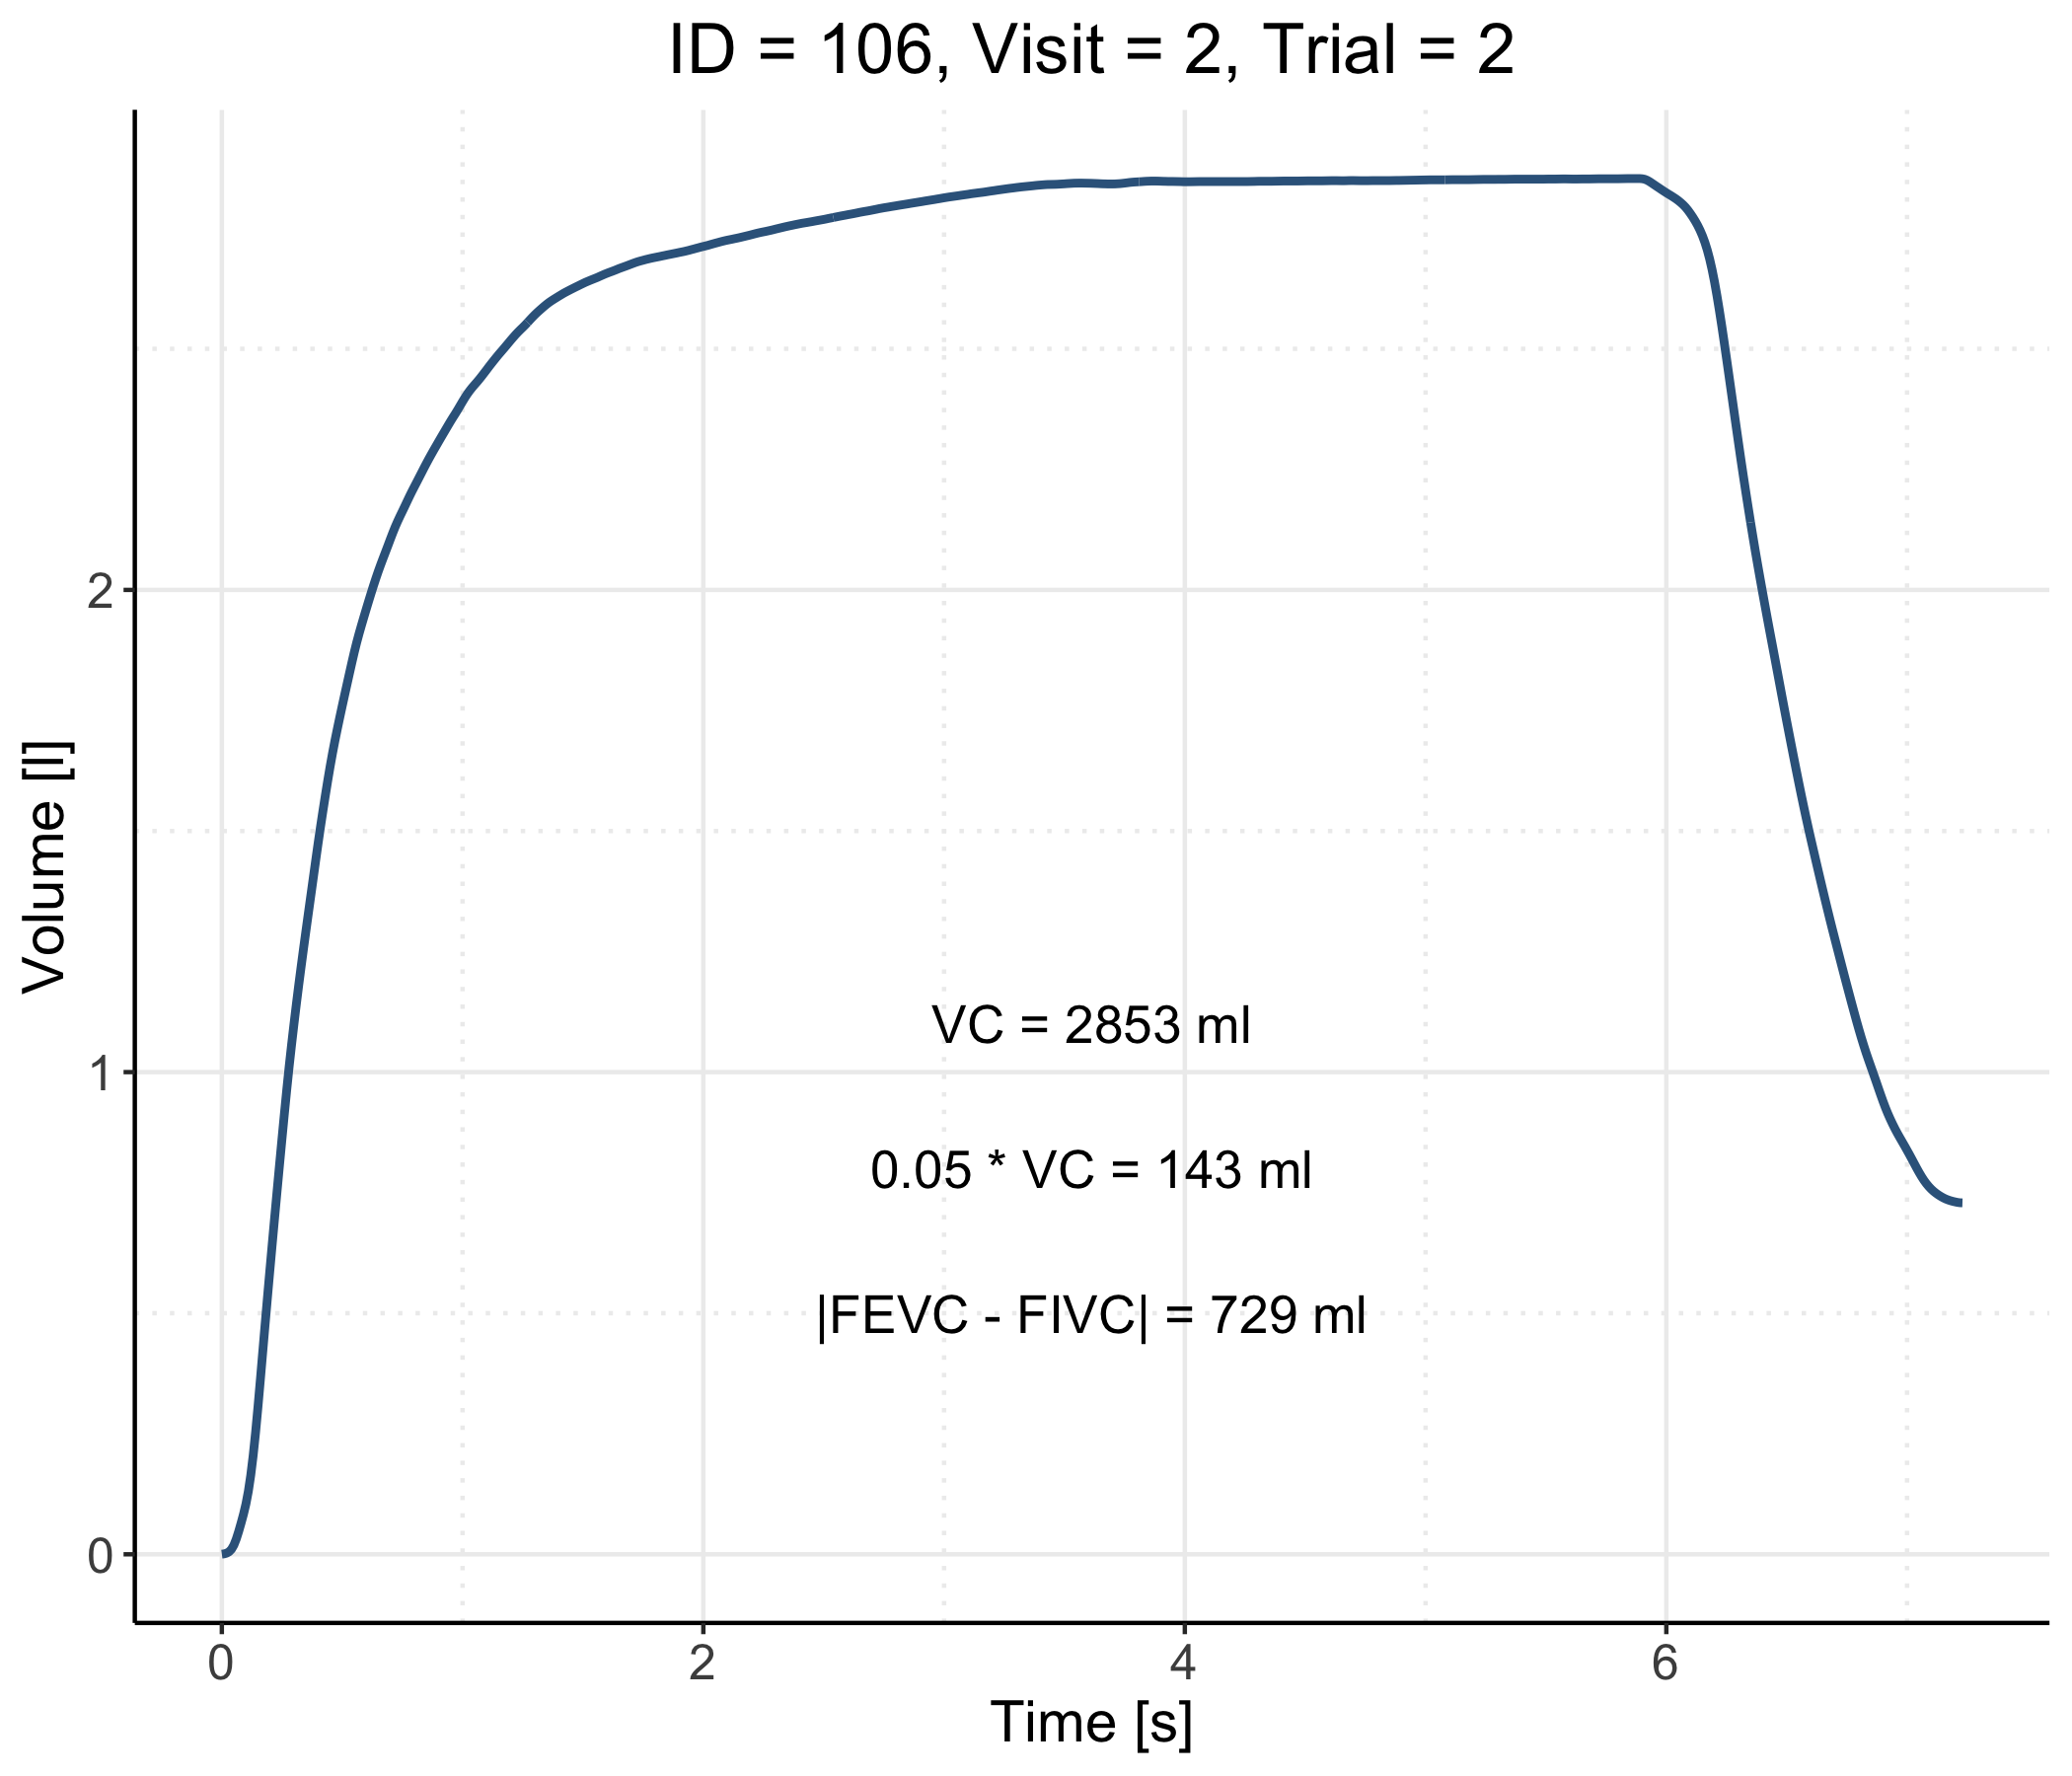 ID = 106, Visit = 2, Trial = 2
Volume [l]
2
1
0
VC = 2853 ml
0.05 * VC = 143 ml
|FEVC - FIVC| = 729 ml
0 2 4 6
Time [s]